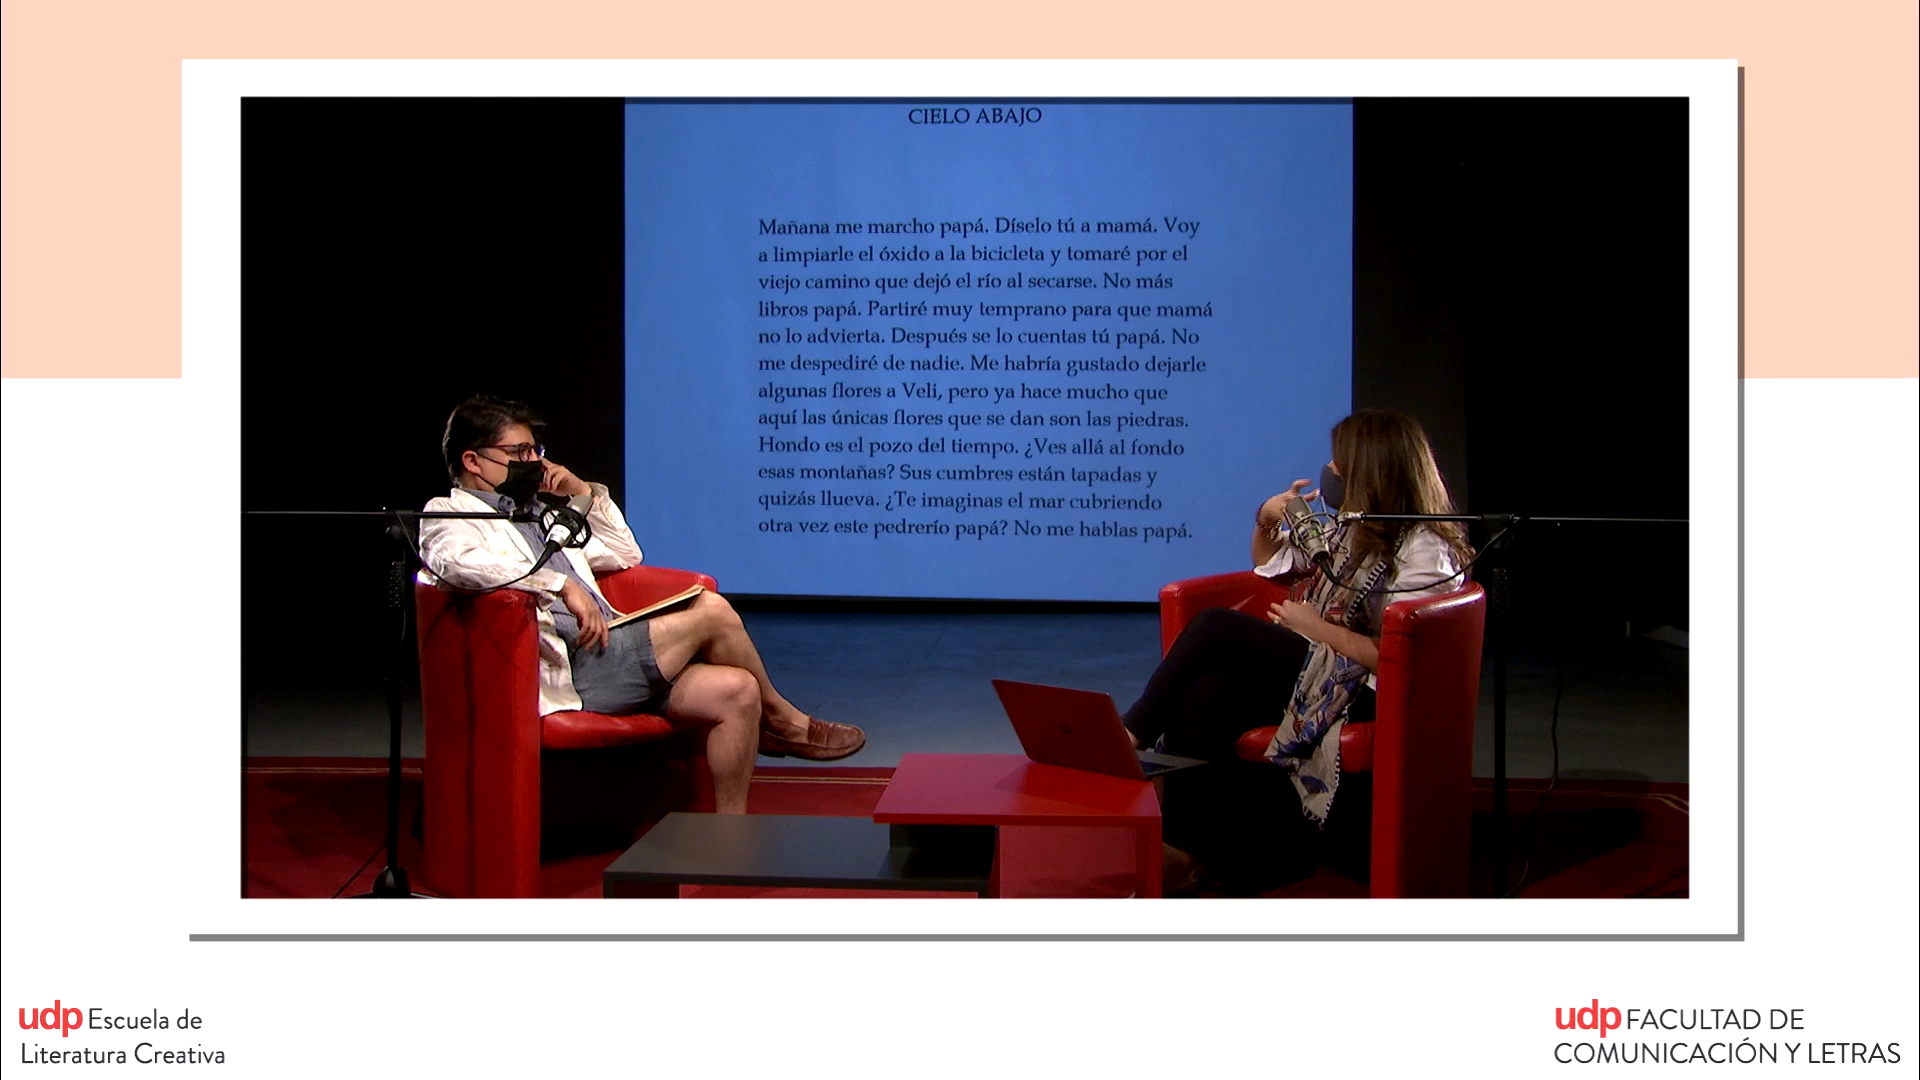 CIELO ABAJO
Mañana me marcho papá. Díselo tú a mamá. Voy
a limpiarle el óxido a la bicicleta y tomaré por el
viejo camino que dejó el río al secarse. No más
libros papá. Partiré muy temprano para que mamá
no lo advierta. Después se lo cuentas tú papá. No
me despediré de nadie. Me habría gustado dejarle
algunas flores a Veli, pero ya hace mucho que
aquí las únicas flores que se dan son las piedras.
Hondo es el pozo del tiempo. ¿Ves allá al fondo
esas montañas? Sus cumbres están tapadas y
quizás llueva. ¿Te imaginas el mar cubriendo
otra vez este pedrerío papá? No me hablas papá.
udp Escuela de
Literatura Creativa
udp FACULTAD DE
COMUNICACIÓN Y LETRAS